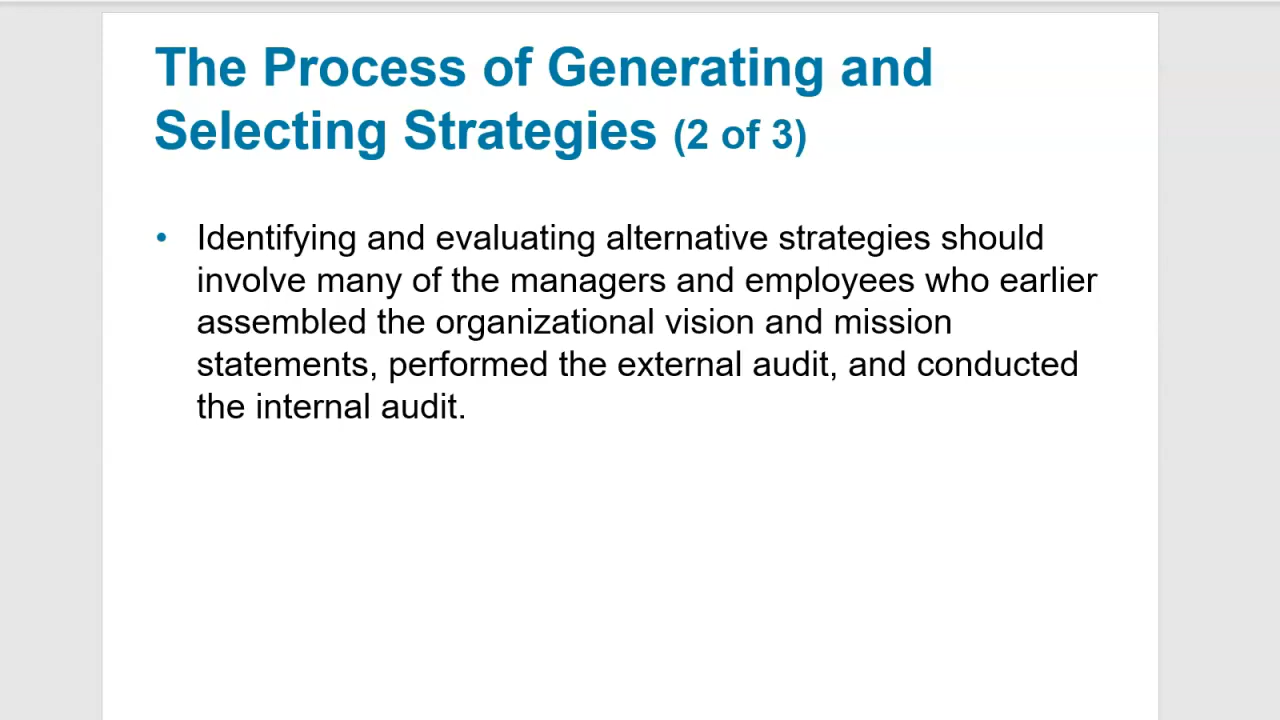 The Process of Generating and
Selecting Strategies (2 of 3)
• Identifying and evaluating alternative strategies should
involve many of the managers and employees who earlier
assembled the organizational vision and mission
statements, performed the external audit, and conducted
the internal audit.